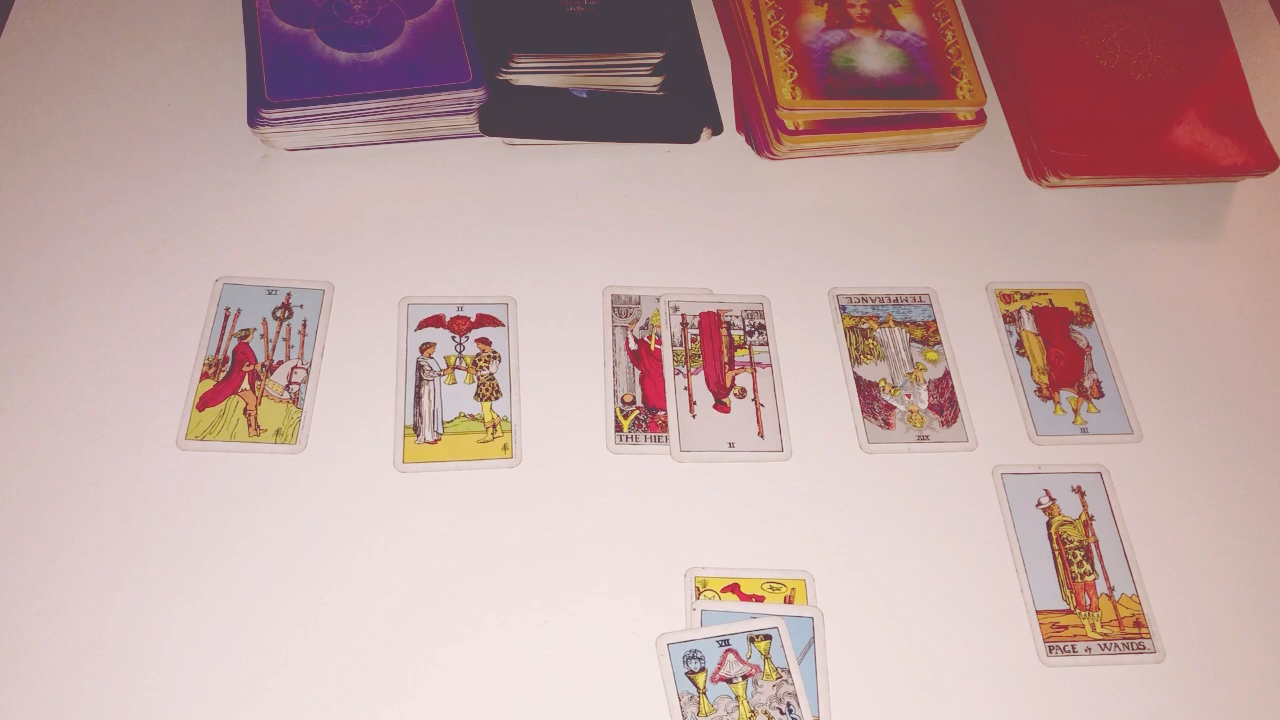 VI
II
THE HIER
II
TEMPERANCE
XIV
III
PAGE of WANDS.
VII